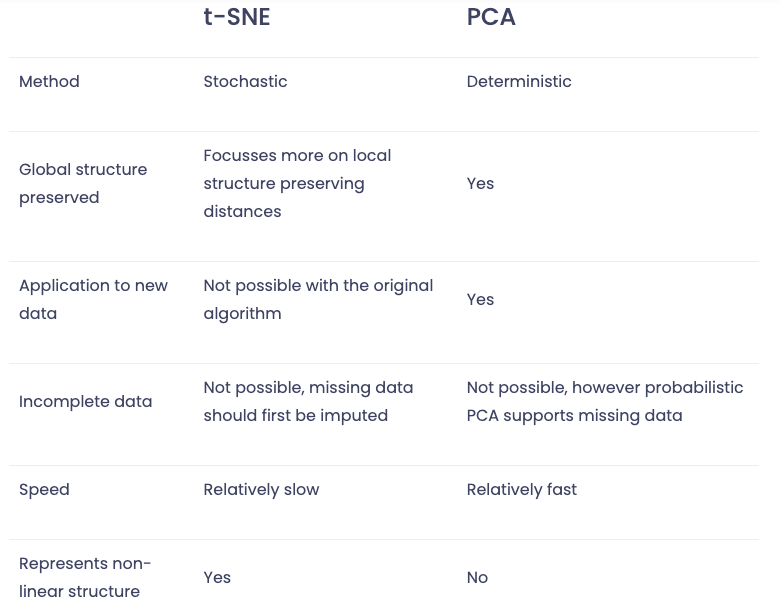 t-SNE PCA
Method Stochastic Deterministic
Global structure
preserved
Focusses more on local
structure preserving
distances
Yes
Application to new
data
Not possible with the original
algorithm
Yes
Incomplete data
Not possible, missing data
should first be imputed
Not possible, however probabilistic
PCA supports missing data
Speed Relatively slow Relatively fast
Represents non-
linear structure
Yes
No